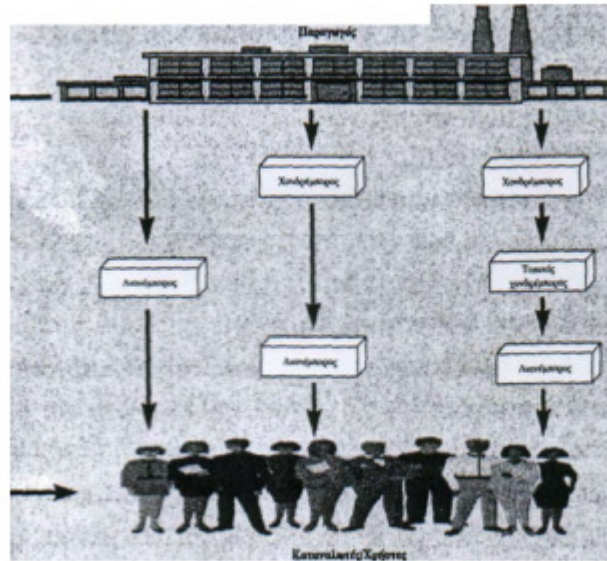 Παραγωγός
Χονδρέμπορος
Χονδρέμπορος
Λιανέμπορος
Τοπικός
χονδρέμπορος
Λιανέμπορος
Λιανέμπορος
Καταναλωτές/Χρήστες